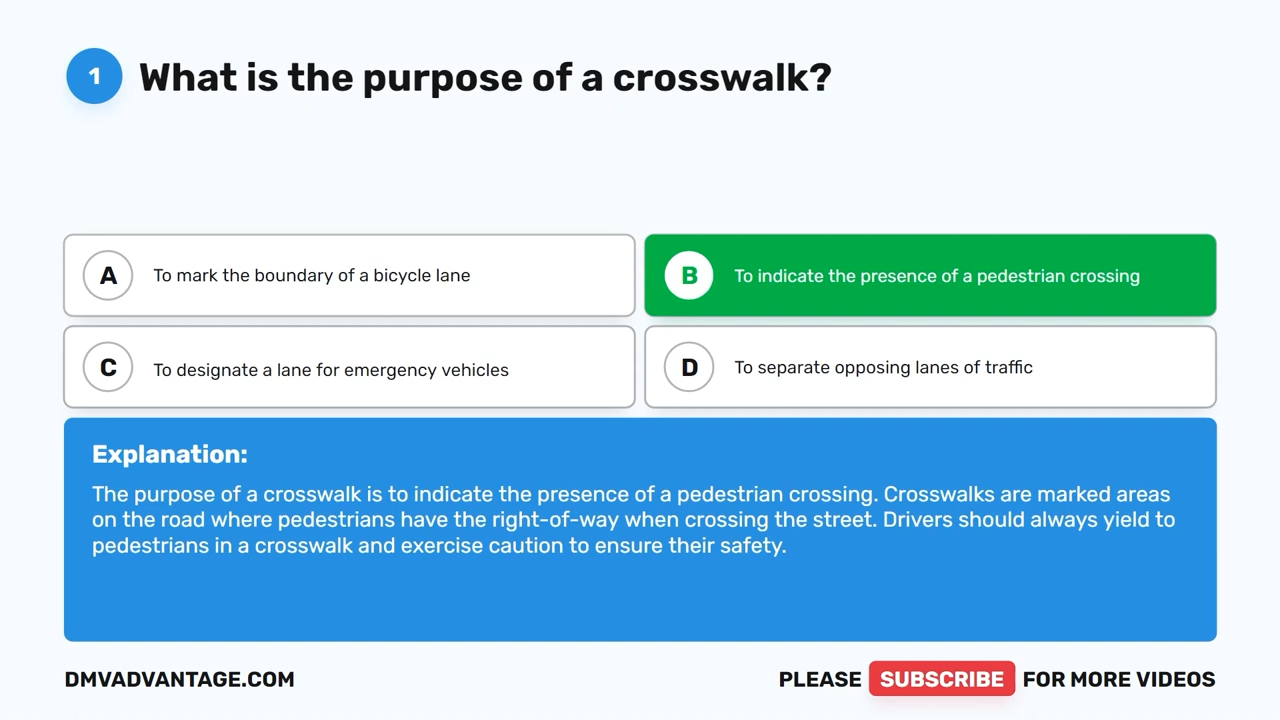 1 What is the purpose of a crosswalk?
A To mark the boundary of a bicycle lane
B To indicate the presence of a pedestrian crossing
C To designate a lane for emergency vehicles
D To separate opposing lanes of traffic
Explanation:
The purpose of a crosswalk is to indicate the presence of a pedestrian crossing. Crosswalks are marked areas
on the road where pedestrians have the right-of-way when crossing the street. Drivers should always yield to
pedestrians in a crosswalk and exercise caution to ensure their safety.
DMVADVANTAGE.COM
PLEASE SUBSCRIBE FOR MORE VIDEOS